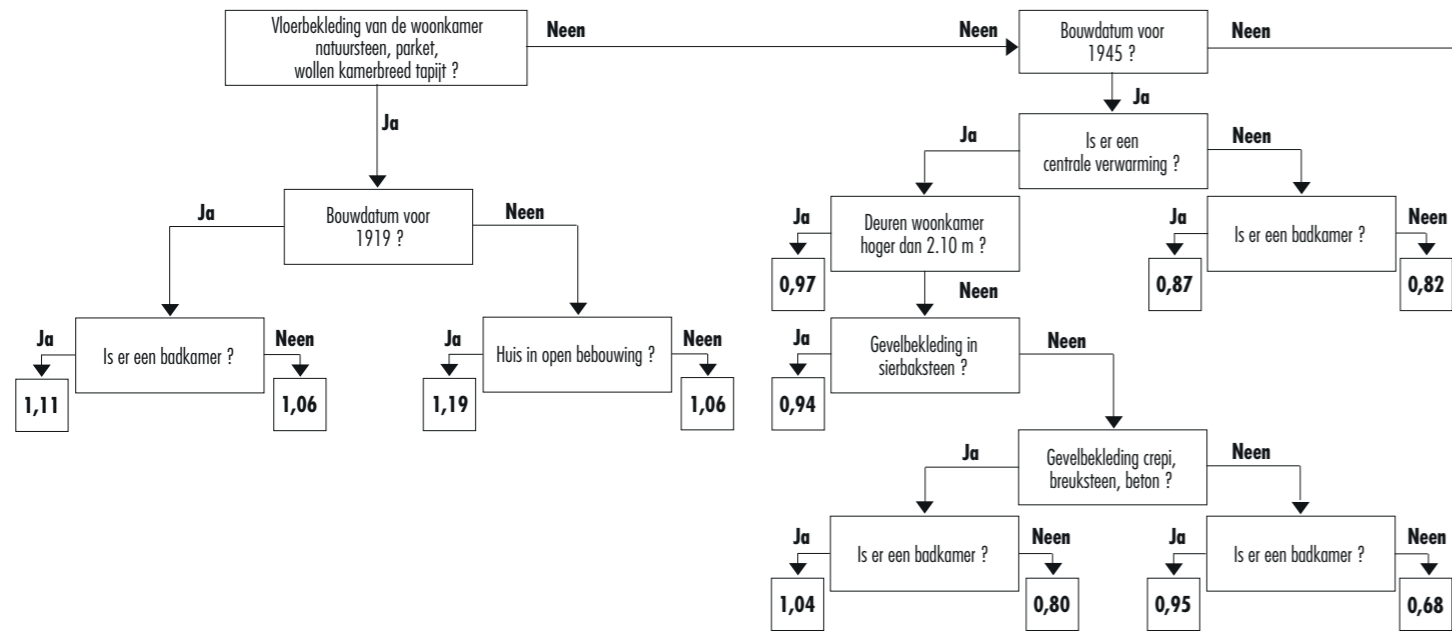 Vloerbekleding van de woonkamer
natuursteen, parket,
wollen kamerbreed tapijt ?
Neen
Neen
Bouwdatum voor
1945 ?
Neen
Ja
Ja
Ja
Is er een
centrale verwarming ?
Neen
Ja
Bouwdatum voor
1919 ?
Neen
Ja
Deuren woonkamer
hoger dan 2.10 m ?
Ja
Is er een badkamer ?
Neen
0,97
Neen
0,87
0,82
Ja
Is er een badkamer ?
Neen
Ja
Huis in open bebouwing ?
Neen
Ja
Gevelbekleding in
sierbaksteen ?
Neen
1,11
1,06
1,19
1,06
0,94
Ja
Gevelbekleding crepi,
breuksteen, beton ?
Neen
Ja
Is er een badkamer ?
Neen
Ja
Is er een badkamer ?
Neen
1,04
0,80
0,95
0,68